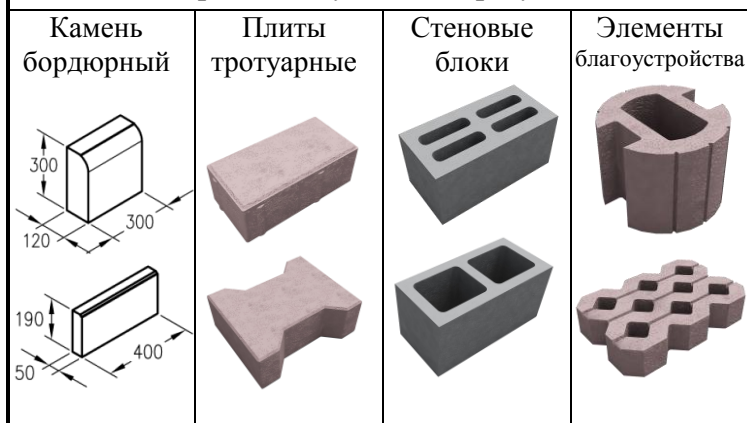 Камень
бордюрный
Плиты
тротуарные
Стеновые
блоки
Элементы
благоустройства
300
120
300
190
50
400